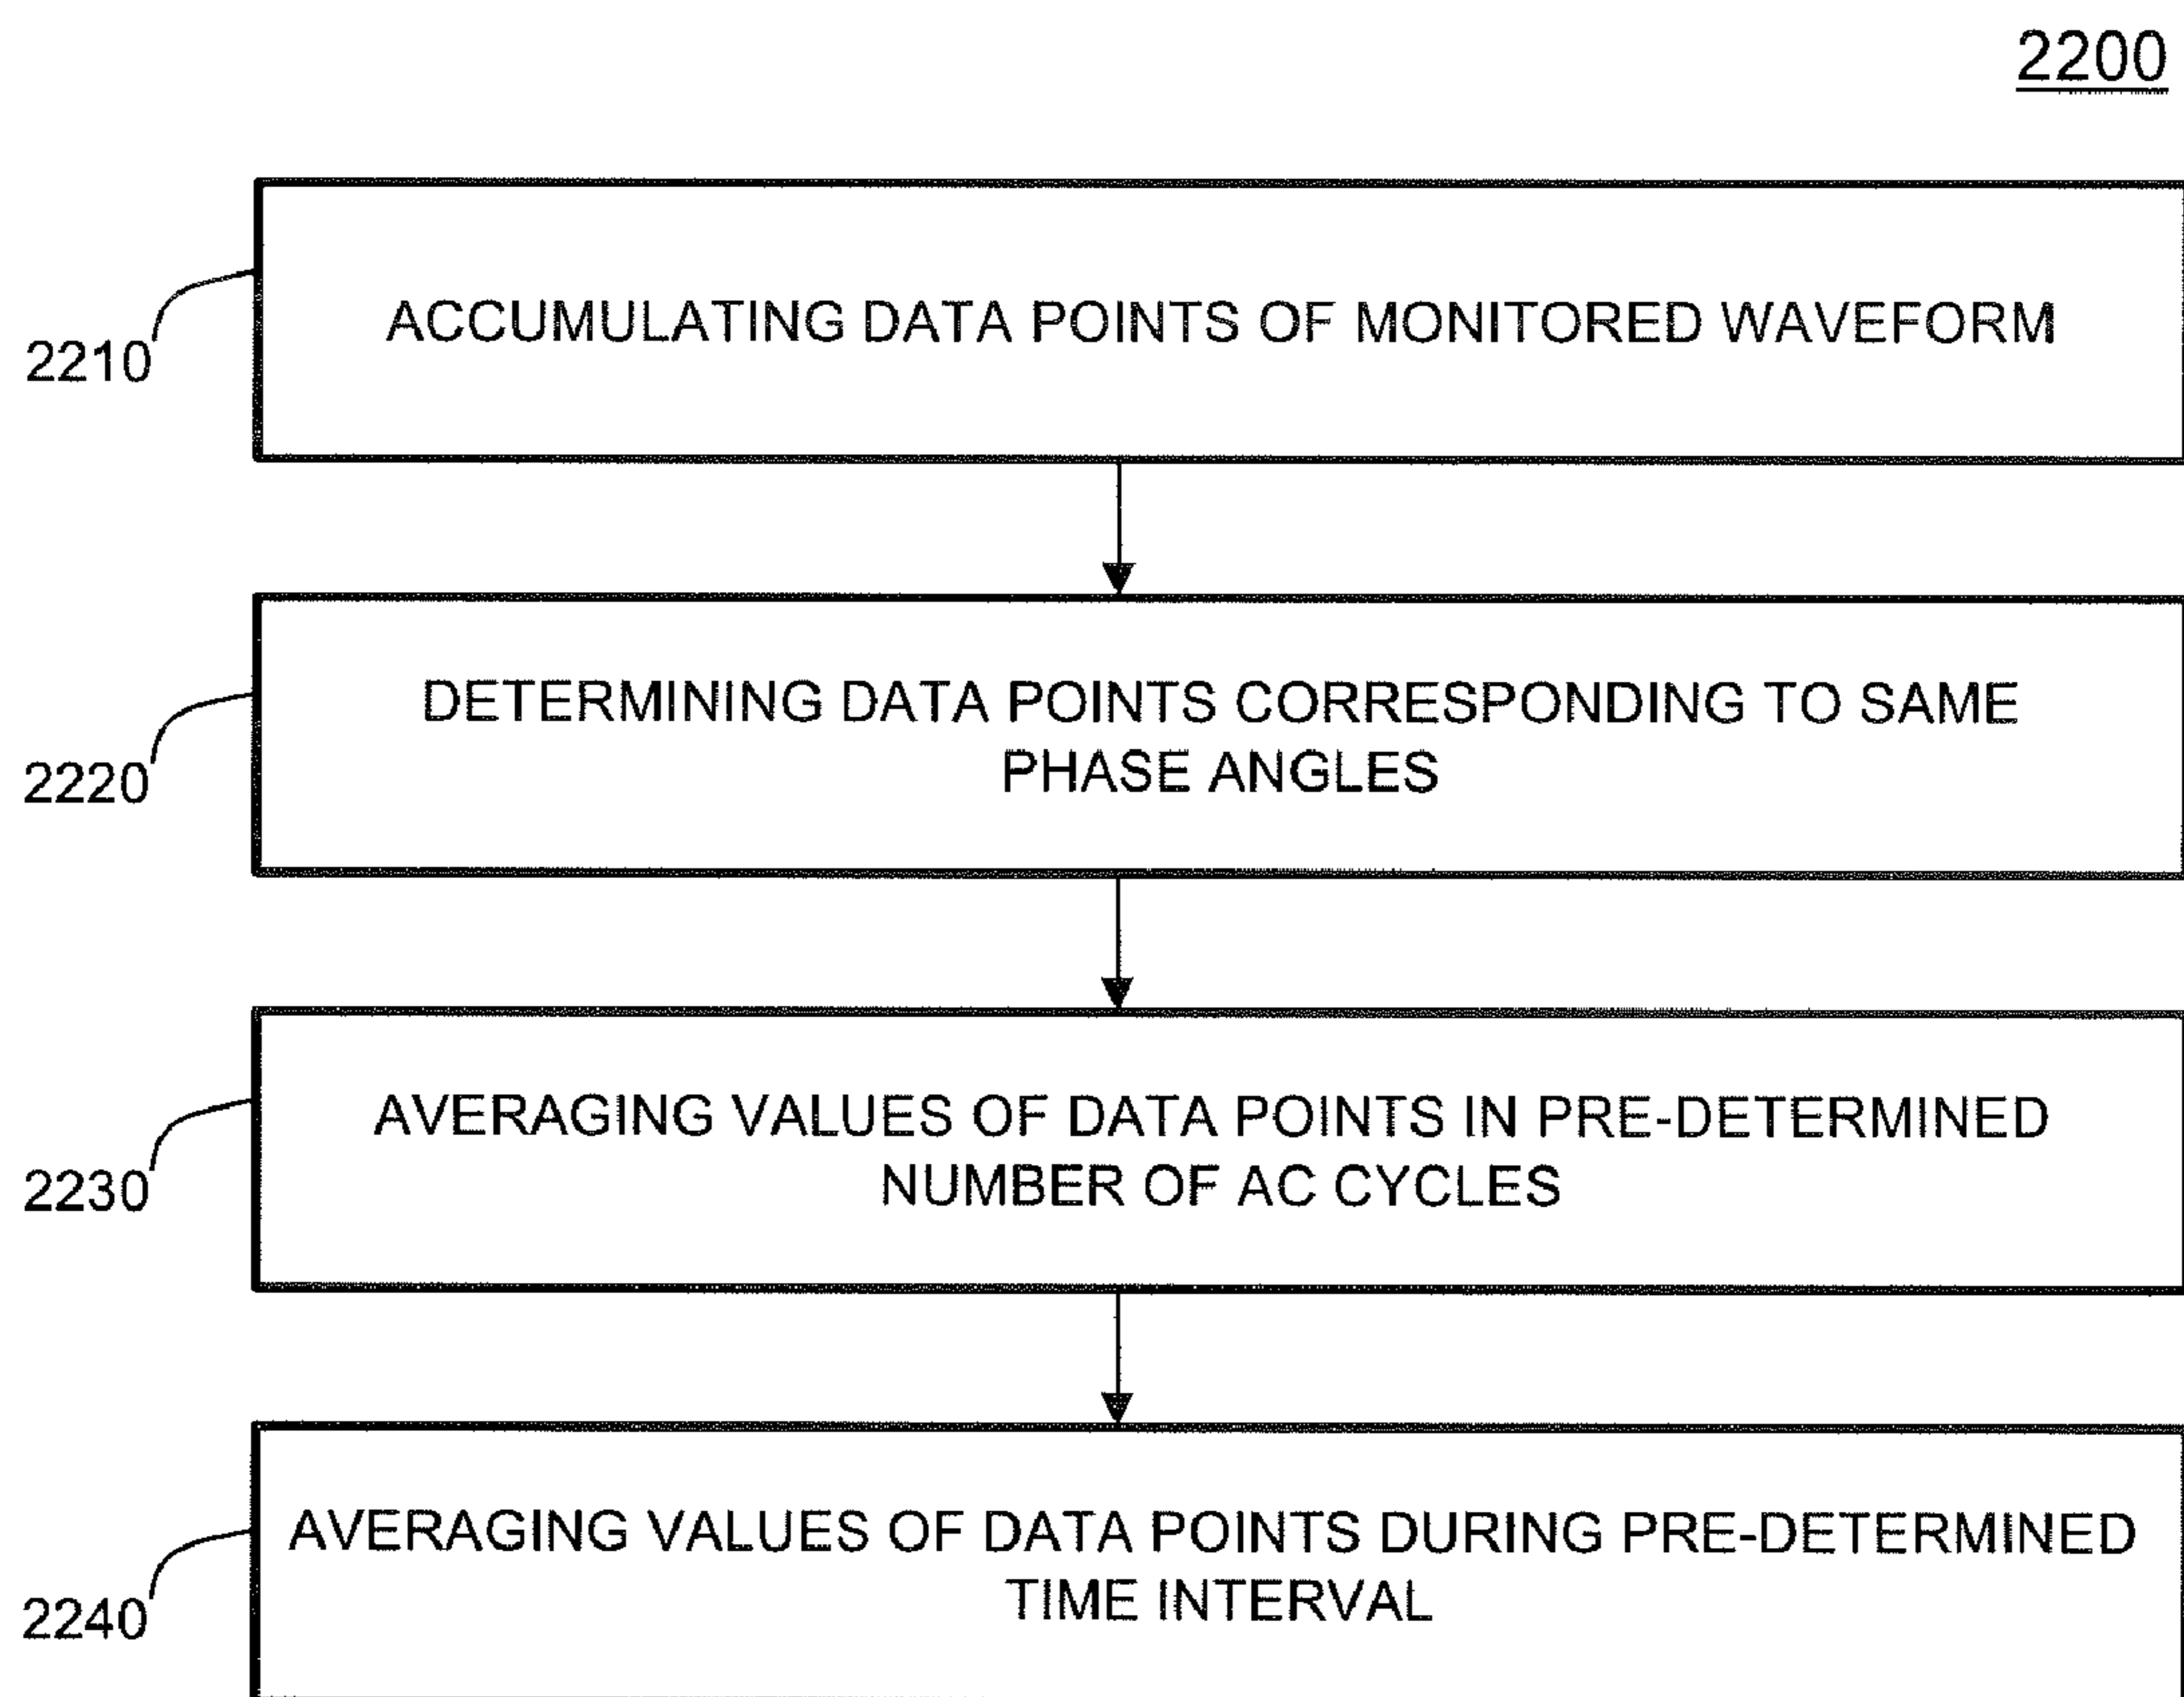 2200
ACCUMULATING DATA POINTS OF MONITORED WAVEFORM
2210
DETERMINING DATA POINTS CORRESPONDING TO SAME
PHASE ANGLES
2220
AVERAGING VALUES OF DATA POINTS IN PRE-DETERMINED
NUMBER OF AC CYCLES
2230
AVERAGING VALUES OF DATA POINTS DURING PRE-DETERMINED
TIME INTERVAL
2240